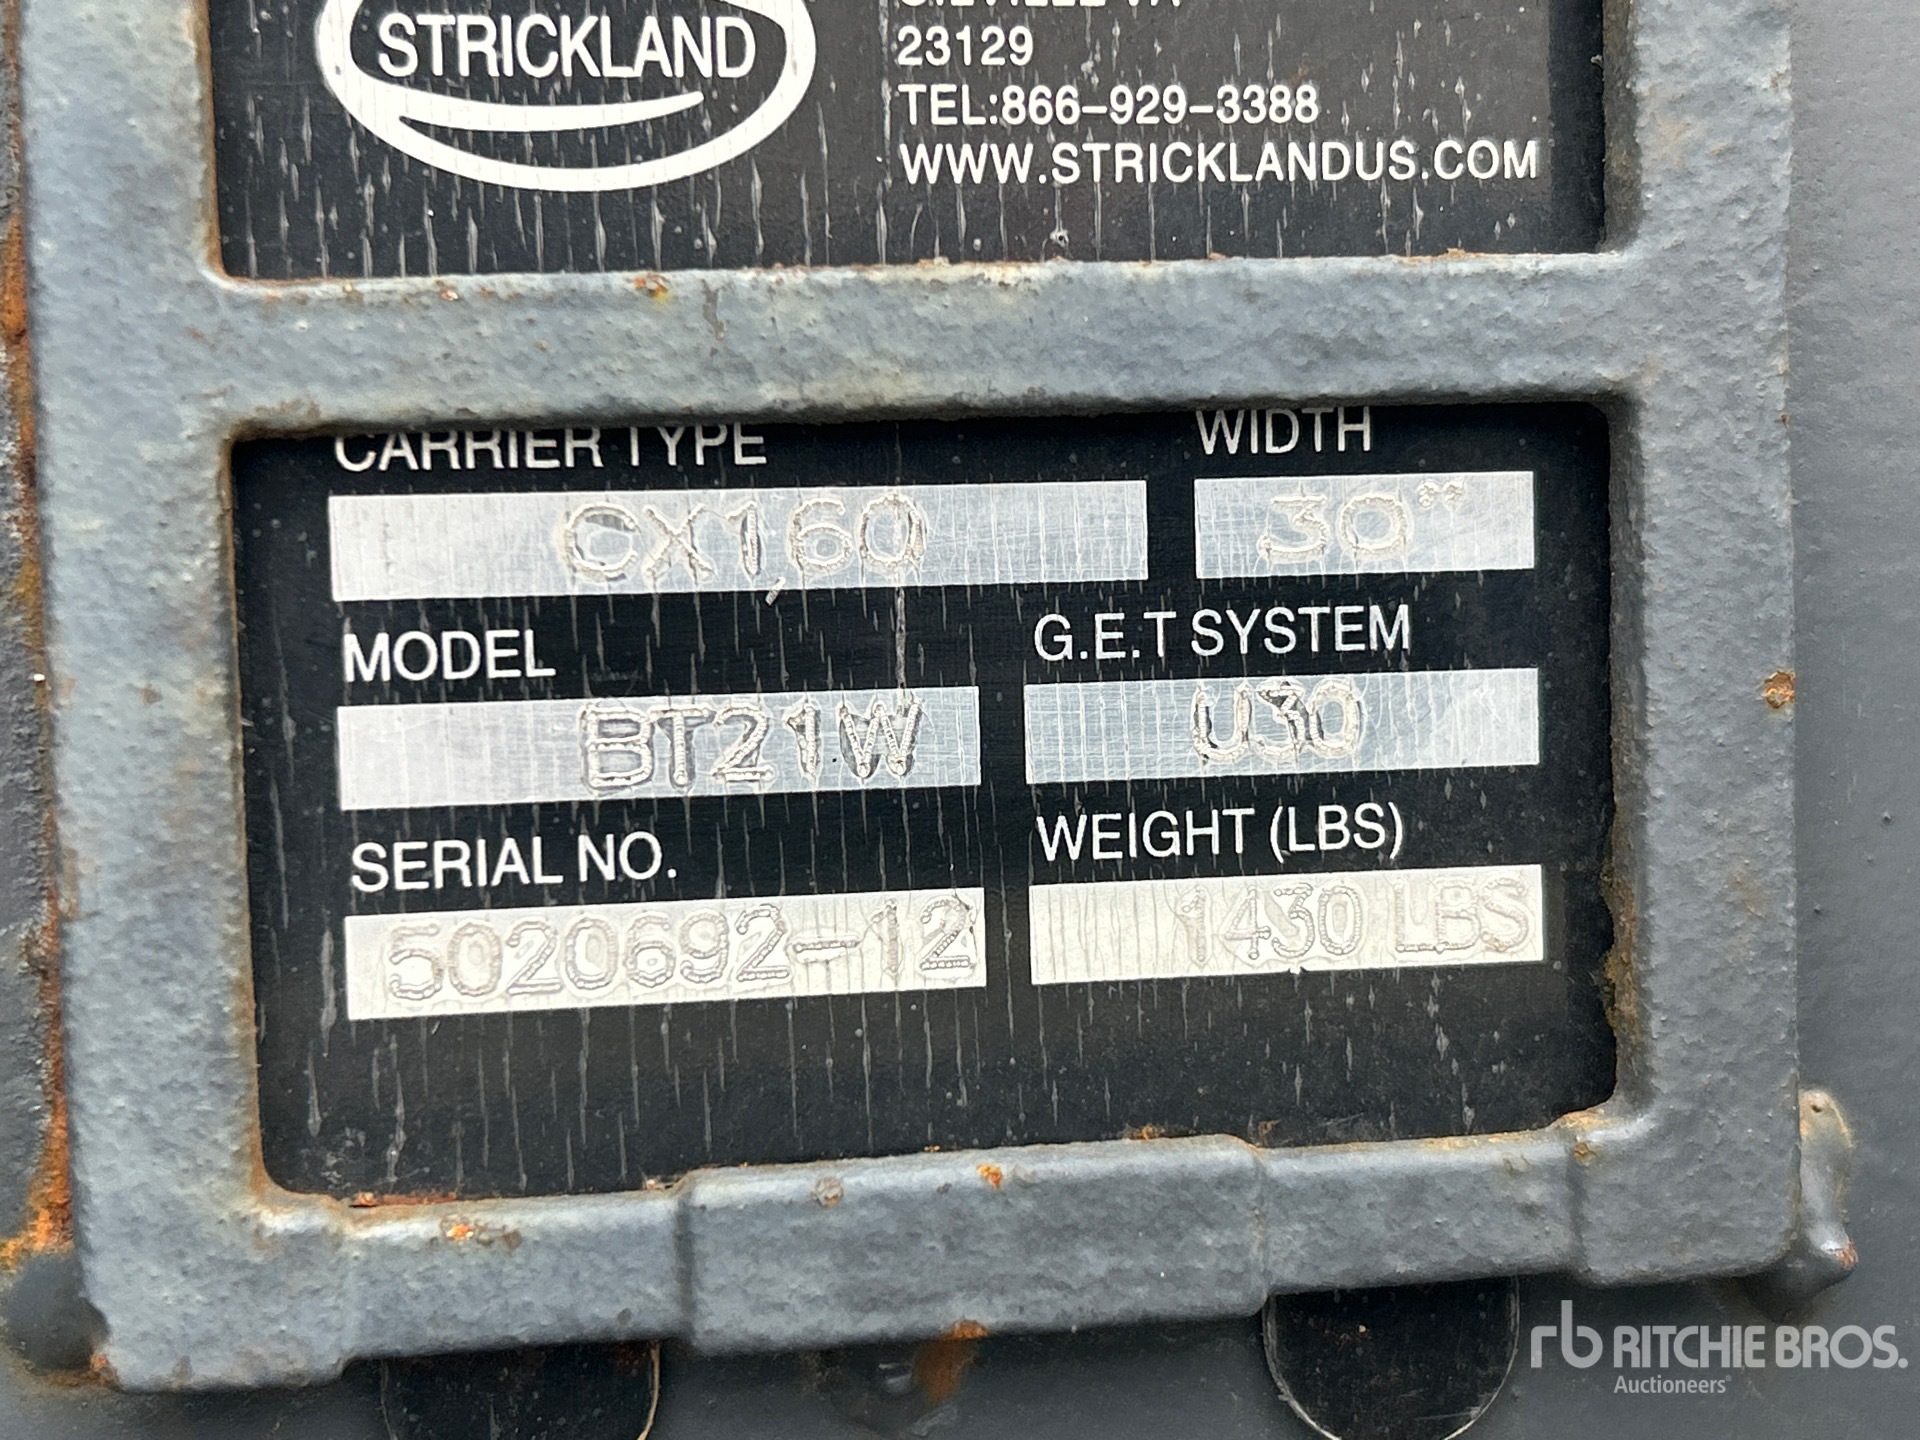 STRICKLAND
23129
TEL:866-929-3388
WWW.STRICKLANDUS.COM
CARRIER TYPE
WIDTH
CX160
30"
MODEL
G.E.T SYSTEM
BT21W
U30
SERIAL NO.
WEIGHT (LBS)
5020692-12
1430 LBS
rb RITCHIE BROS.
Auctioneers